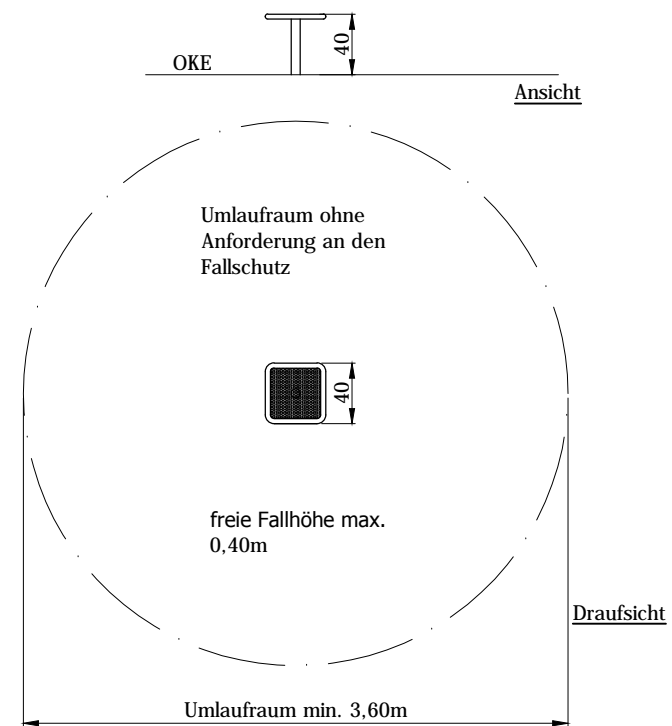 40
OKE
Ansicht
Umlaufraum ohne
Anforderung an den
Fallschutz
40
freie Fallhöhe max.
0,40m
Draufsicht
Umlaufraum min. 3,60m